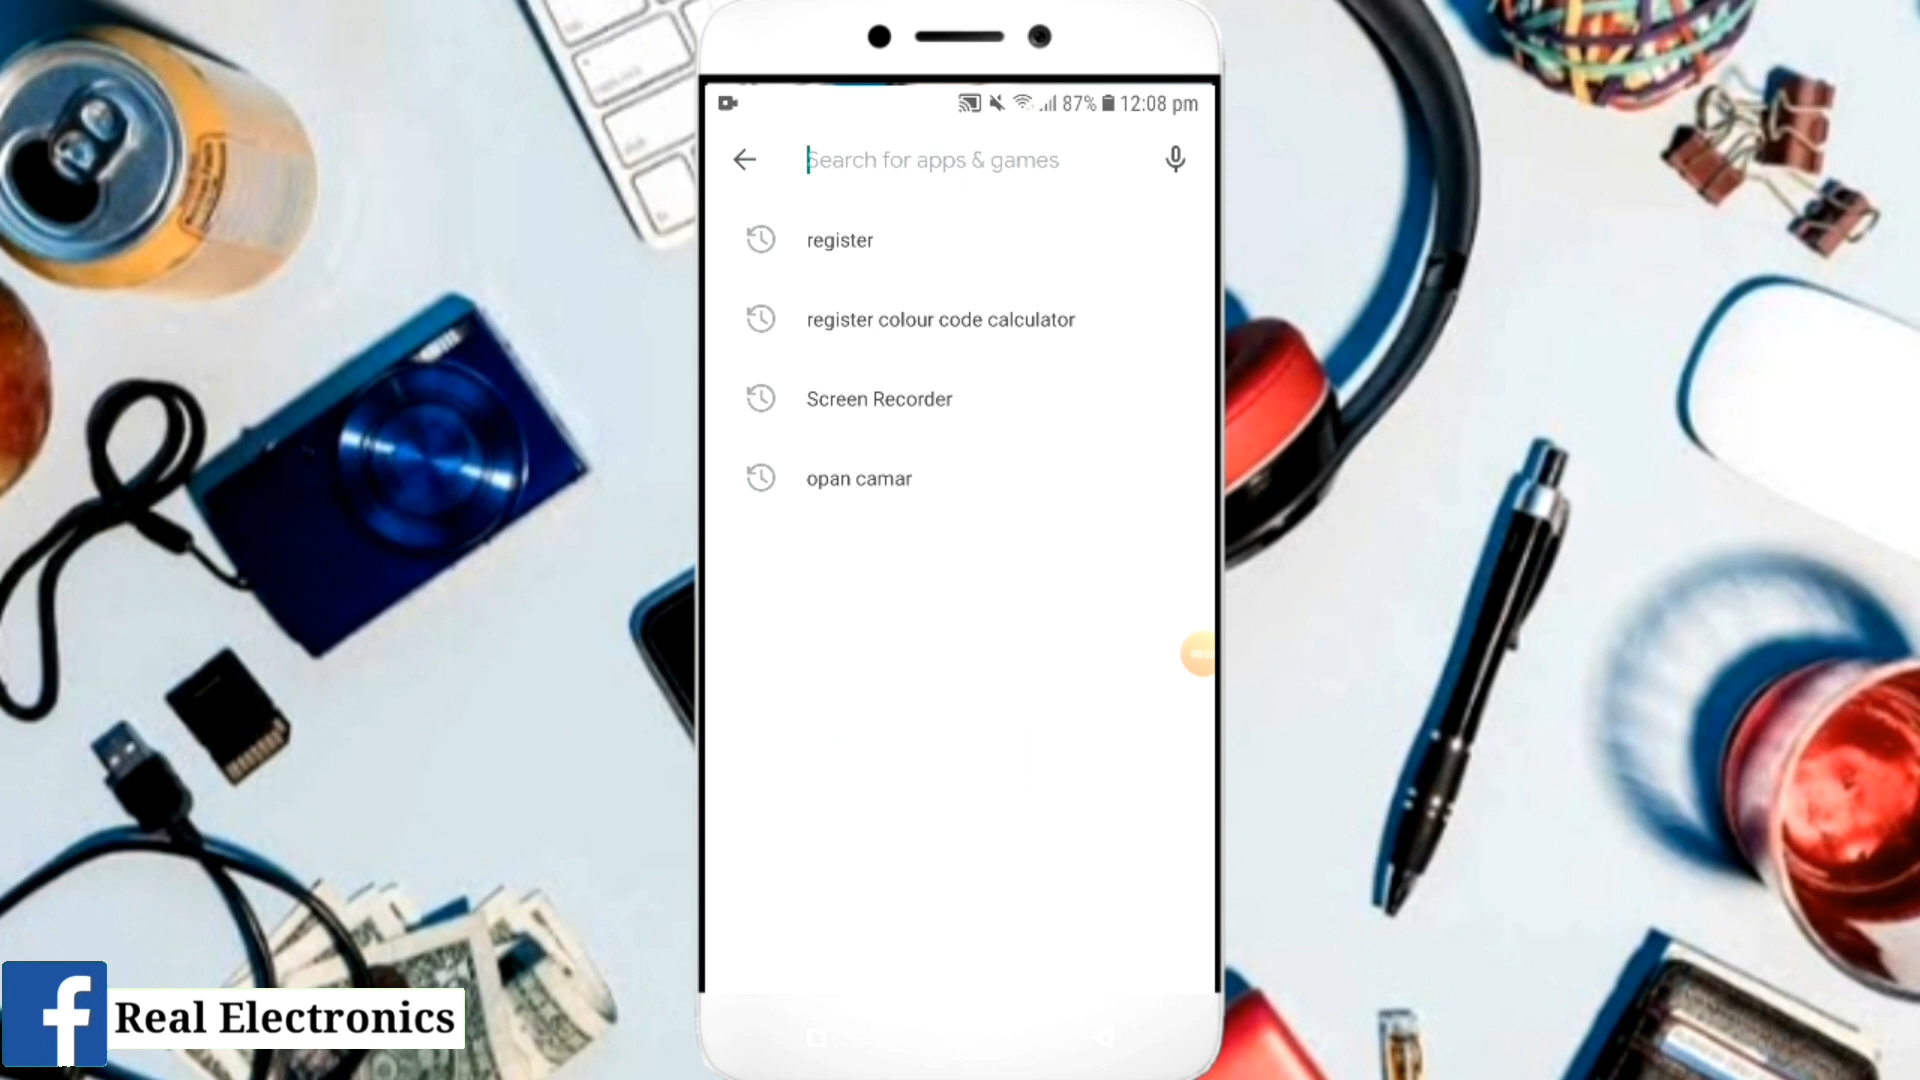 87% 12:08 pm
Search for apps & games
register
register colour code calculator
Screen Recorder
opan camar
Real Electronics